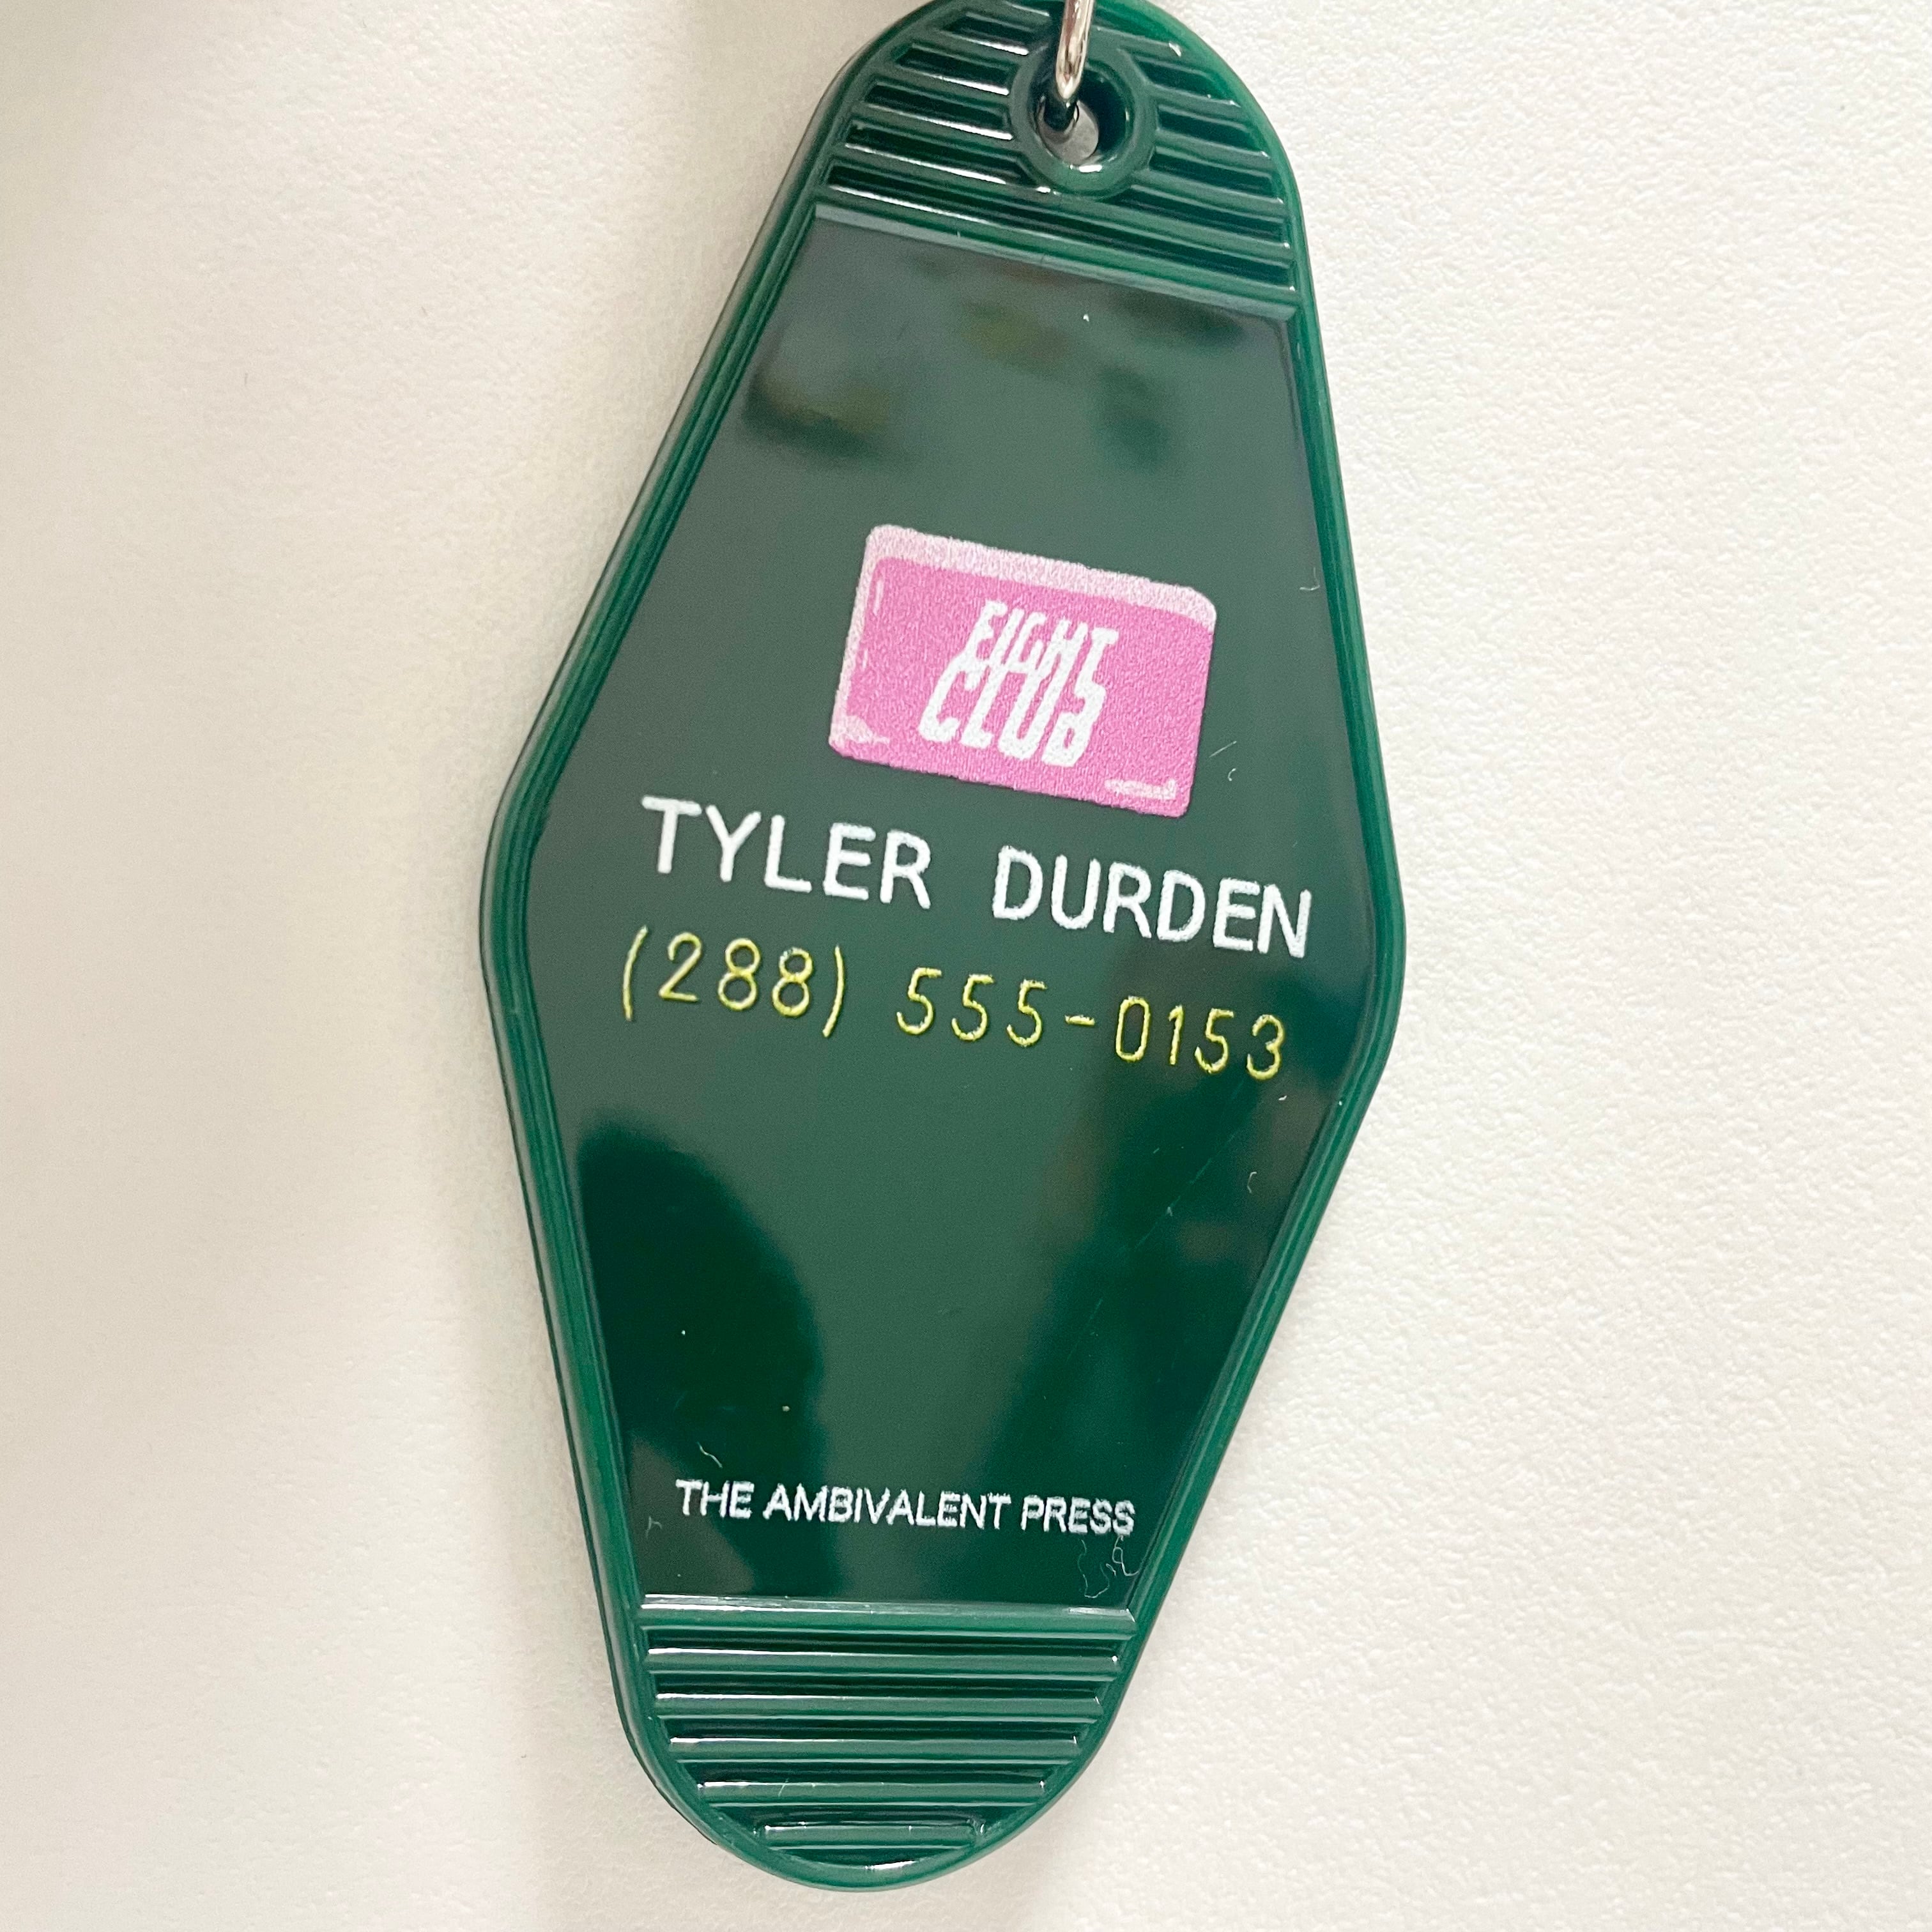 FIGHT
CLUB
TYLER DURDEN
(288) 555-0153
THE AMBIVALENT PRESS